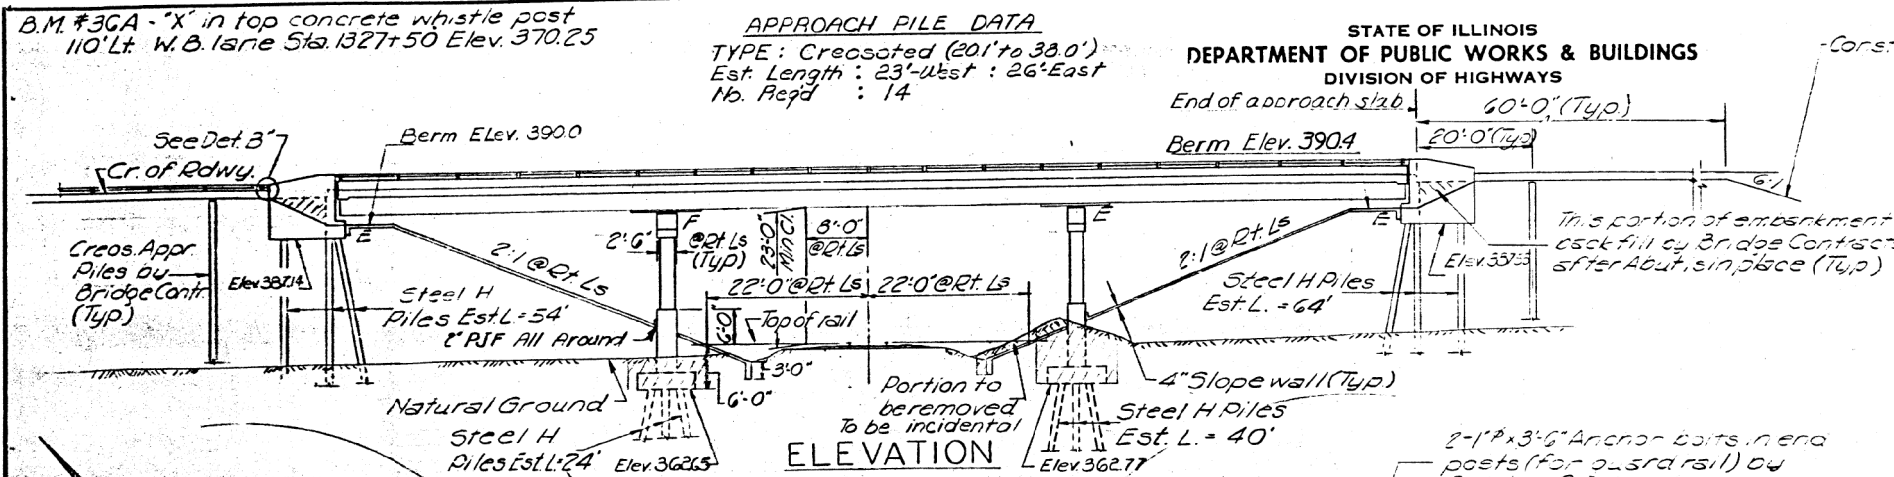 B.M. #36A - "X" in top concrete whistle post
110' Lt. W.B. lane Sta. 1327+50 Elev. 370.25
APPROACH PILE DATA
TYPE : Creosoted (20.1' to 38.0')
Est. Length : 23'-West : 26'-East
No. Req'd : 14
STATE OF ILLINOIS
DEPARTMENT OF PUBLIC WORKS & BUILDINGS
DIVISION OF HIGHWAYS
End of approach slab
60'-0" (Typ.)
20'-0" (Typ)
See Det. B"
Berm ELev. 390.0
Berm Elev. 390.4
Cr. of Rdwy.
6:1
E
F
E
E
2'-6"
@Rt. Ls
(Typ)
23'-0"
Min Cl.
8'-0"
@Rt. Ls
2:1 @ Rt. Ls
2:1 @ Rt. Ls
This portion of embankment
back fill by Bridge
after Abut. is in place (Typ.)
Creos. Appr.
Piles by
Bridge Contr.
(Typ.)
Elev. 387.14
Steel H
Piles Est. L = 54'
22'-0" @ Rt. Ls
22'-0" @ Rt. Ls
Steel H Piles
Est. L. = 64'
6'-0"
Top of rail
PJF All Around
3'-0"
6'-0"
Natural Ground
Portion to
be removed
To be incidental
4" Slope wall (Typ.)
Steel H Piles
Est. L. = 40'
Steel H
Piles Est. L = 24'
Elev. 362.65
ELEVATION
Elev. 362.77
2-1"ø x 3'-6" Anchor bolts in end
posts (for guard rail) by